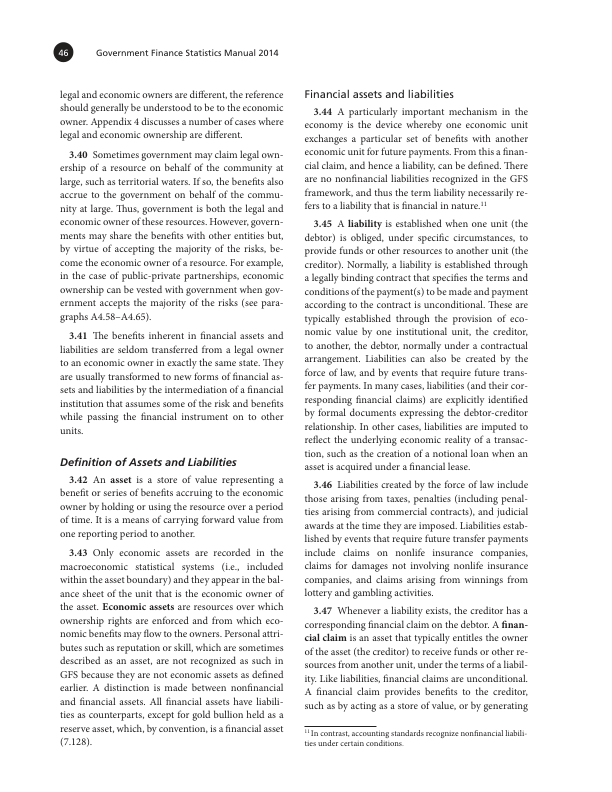 46
Government Finance Statistics Manual 2014
legal and economic owners are different, the reference
should generally be understood to be to the economic
owner. Appendix 4 discusses a number of cases where
legal and economic ownership are different.
3.40 Sometimes government may claim legal own-
ership of a resource on behalf of the community at
large, such as territorial waters. If so, the benefits also
accrue to the government on behalf of the commu-
nity at large. Thus, government is both the legal and
economic owner of these resources. However, govern-
ments may share the benefits with other entities but,
by virtue of accepting the majority of the risks, be-
come the economic owner of a resource. For example,
in the case of public-private partnerships, economic
ownership can be vested with government when gov-
ernment accepts the majority of the risks (see para-
graphs A4.58–A4.65).
3.41 The benefits inherent in financial assets and
liabilities are seldom transferred from a legal owner
to an economic owner in exactly the same state. They
are usually transformed to new forms of financial as-
sets and liabilities by the intermediation of a financial
institution that assumes some of the risk and benefits
while passing the financial instrument on to other
units.
Definition of Assets and Liabilities
3.42 An asset is a store of value representing a
benefit or series of benefits accruing to the economic
owner by holding or using the resource over a period
of time. It is a means of carrying forward value from
one reporting period to another.
3.43 Only economic assets are recorded in the
macroeconomic statistical systems (i.e., included
within the asset boundary) and they appear in the bal-
ance sheet of the unit that is the economic owner of
the asset. Economic assets are resources over which
ownership rights are enforced and from which eco-
nomic benefits may flow to the owners. Personal attri-
butes such as reputation or skill, which are sometimes
described as an asset, are not recognized as such in
GFS because they are not economic assets as defined
earlier. A distinction is made between nonfinancial
and financial assets. All financial assets have liabili-
ties as counterparts, except for gold bullion held as a
reserve asset, which, by convention, is a financial asset
(7.128).
Financial assets and liabilities
3.44 A particularly important mechanism in the
economy is the device whereby one economic unit
exchanges a particular set of benefits with another
economic unit for future payments. From this a finan-
cial claim, and hence a liability, can be defined. There
are no nonfinancial liabilities recognized in the GFS
framework, and thus the term liability necessarily re-
fers to a liability that is financial in nature.11
3.45 A liability is established when one unit (the
debtor) is obliged, under specific circumstances, to
provide funds or other resources to another unit (the
creditor). Normally, a liability is established through
a legally binding contract that specifies the terms and
conditions of the payment(s) to be made and payment
according to the contract is unconditional. These are
typically established through the provision of eco-
nomic value by one institutional unit, the creditor,
to another, the debtor, normally under a contractual
arrangement. Liabilities can also be created by the
force of law, and by events that require future trans-
fer payments. In many cases, liabilities (and their cor-
responding financial claims) are explicitly identified
by formal documents expressing the debtor-creditor
relationship. In other cases, liabilities are imputed to
reflect the underlying economic reality of a transac-
tion, such as the creation of a notional loan when an
asset is acquired under a financial lease.
3.46 Liabilities created by the force of law include
those arising from taxes, penalties (including penal-
ties arising from commercial contracts), and judicial
awards at the time they are imposed. Liabilities estab-
lished by events that require future transfer payments
include claims on nonlife insurance companies,
claims for damages not involving nonlife insurance
companies, and claims arising from winnings from
lottery and gambling activities.
3.47 Whenever a liability exists, the creditor has a
corresponding financial claim on the debtor. A finan-
cial claim is an asset that typically entitles the owner
of the asset (the creditor) to receive funds or other re-
sources from another unit, under the terms of a liabil-
ity. Like liabilities, financial claims are unconditional.
A financial claim provides benefits to the creditor,
such as by acting as a store of value, or by generating
11 In contrast, accounting standards recognize nonfinancial liabili-
ties under certain conditions.